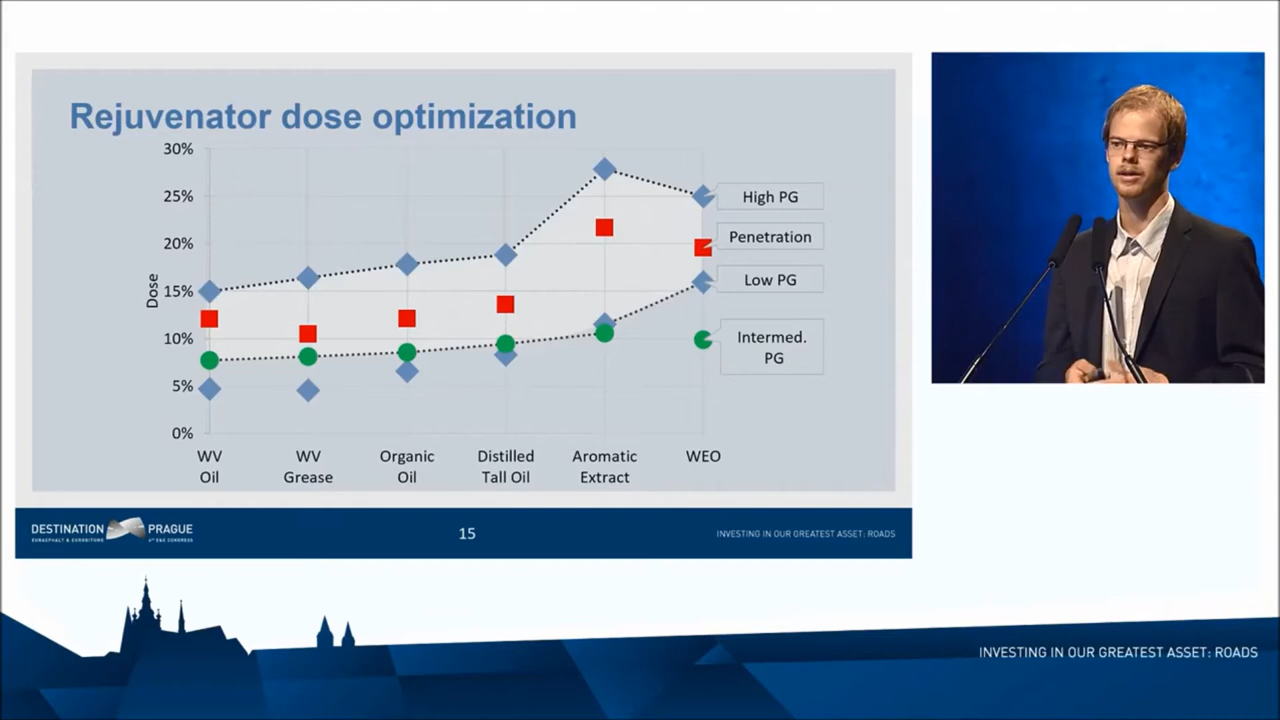 Rejuvenator dose optimization
30%
25%
20%
15%
10%
5%
0%
Dose
High PG
Penetration
Low PG
Intermed.
PG
WV
Oil
WV
Grease
Organic
Oil
Distilled
Tall Oil
Aromatic
Extract
WEO
DESTINATION PRAGUE
15
INVESTING IN OUR GREATEST ASSET: ROADS
INVESTING IN OUR GREATEST ASSET: ROADS